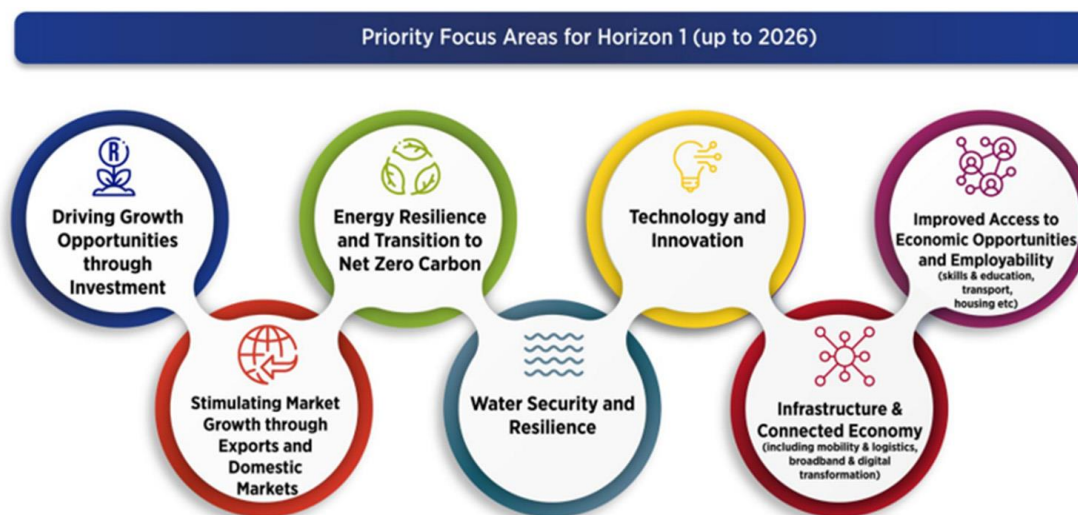 Priority Focus Areas for Horizon 1 (up to 2026)
R
Driving Growth
Opportunities
through
Investment
Stimulating Market
Growth through
Exports and
Domestic
Markets
Energy Resilience
and Transition to
Net Zero Carbon
Water Security and
Resilience
Technology and
Innovation
Infrastructure &
Connected Economy
(including mobility & logistics,
broadband & digital
transformation)
Improved Access to
Economic Opportunities
and Employability
(skills & education,
transport,
housing etc)